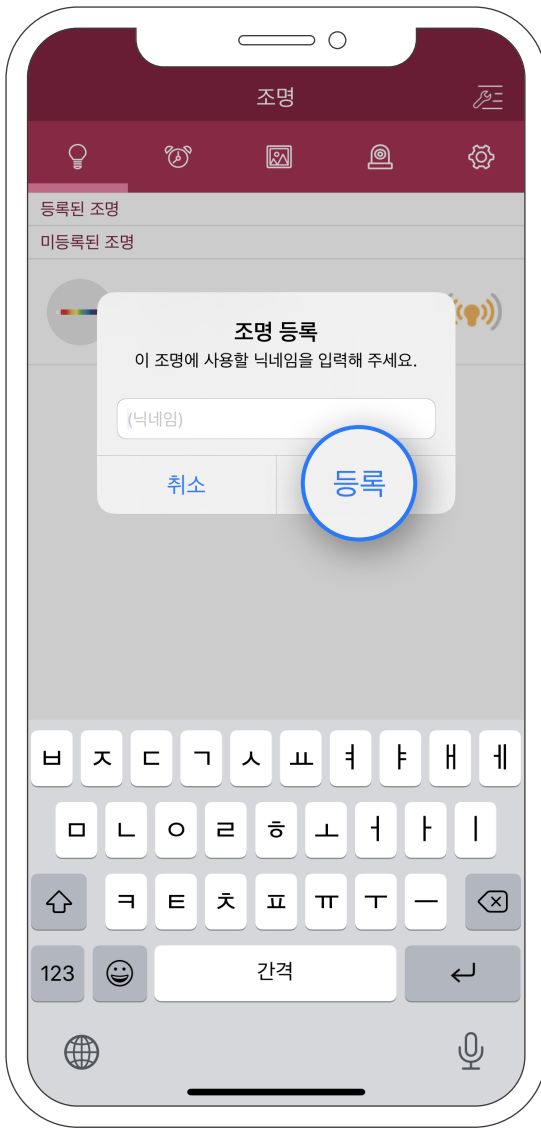 조명
등록된 조명
미등록된 조명
조명 등록
이 조명에 사용할 닉네임을 입력해 주세요.
(닉네임)
취소 등록
ㅂ ㅈ ㄷ ㄱ ㅅ ㅛ ㅕ ㅑ ㅐ ㅔ
ㅁ ㄴ ㅇ ㄹ ㅎ ㅗ ㅓ ㅏ ㅣ
ㅋ ㅌ ㅊ ㅍ ㅠ ㅜ ㅡ
123 간격